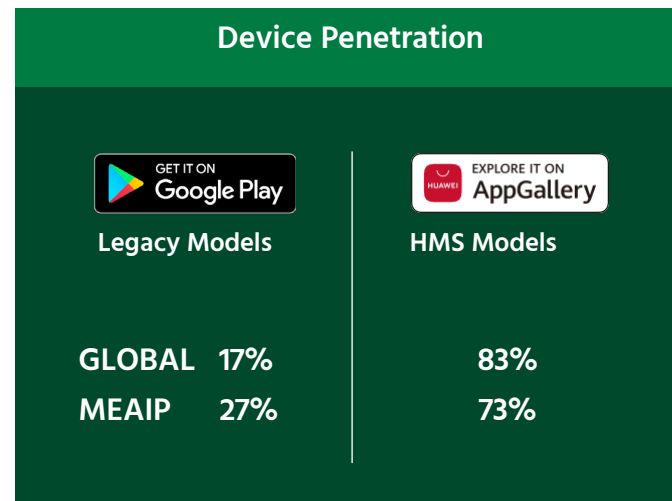 Device Penetration
GET IT ON
Google Play
Legacy Models
HUAWEI
EXPLORE IT ON
AppGallery
HMS Models
GLOBAL 17% 83%
MEAIP 27% 73%